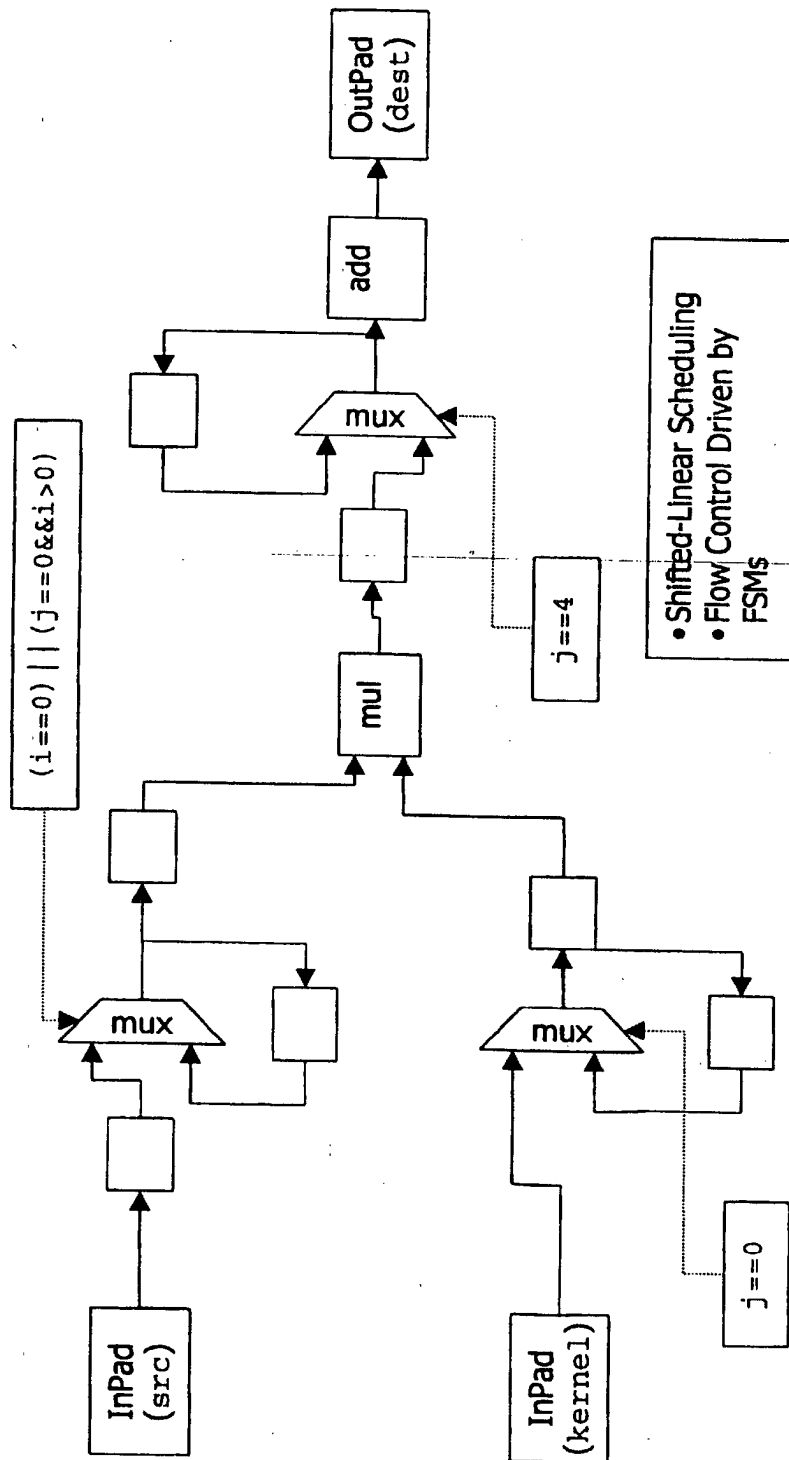 InPad
(src)
mux
(i==0)||(j==0&&i>0)
InPad
(kernel)
mux
j==0
mul
j==4
mux
add
OutPad
(dest)
• Shifted-Linear Scheduling
• Flow Control Driven by
FSMs